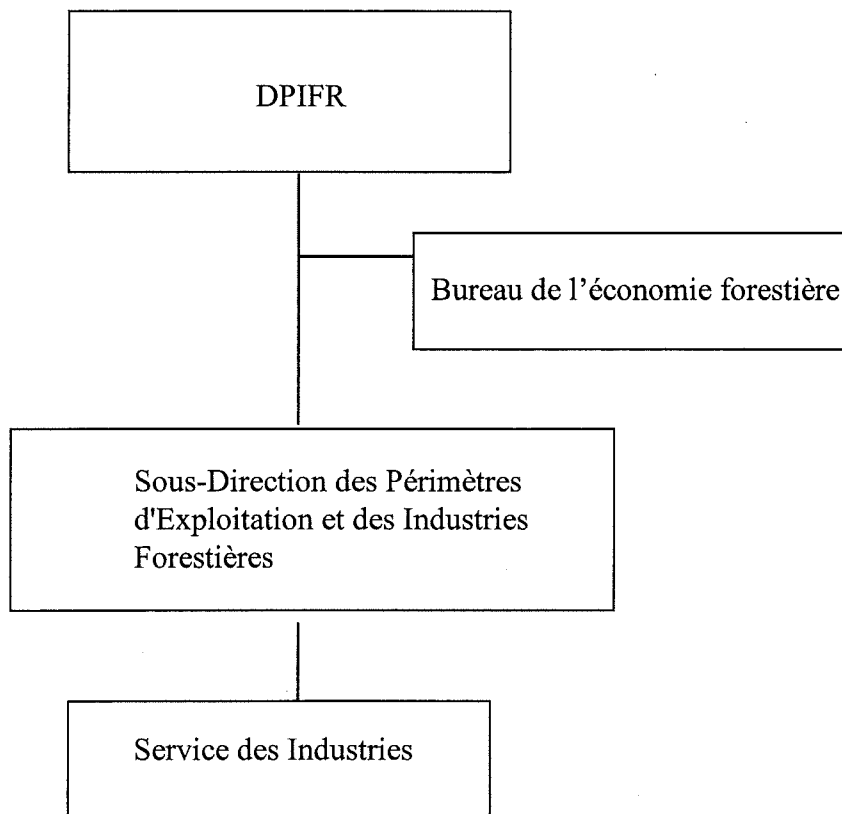 DPIFR
Bureau de l’économie forestière
Sous-Direction des Périmètres
d'Exploitation et des Industries
Forestières
Service des Industries